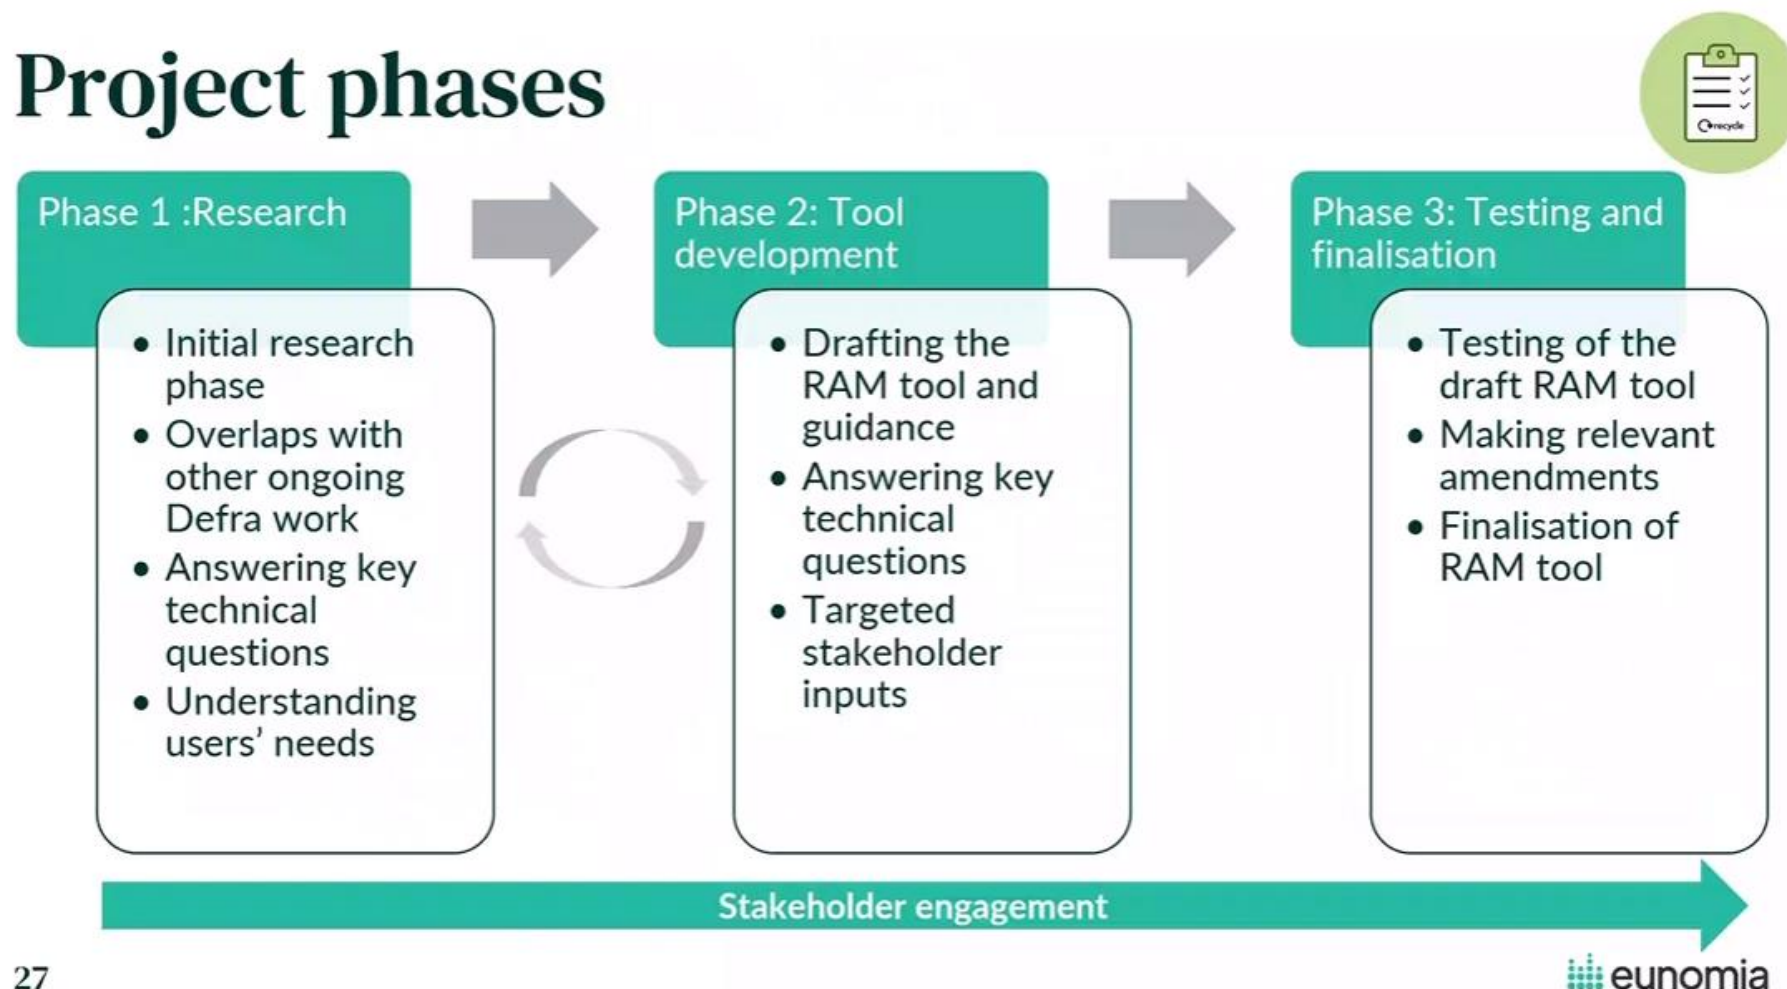 Project phases
recycle
Phase 1 :Research
• Initial research
phase
• Overlaps with
other ongoing
Defra work
• Answering key
technical
questions
• Understanding
users’ needs
Phase 2: Tool
development
• Drafting the
RAM tool and
guidance
• Answering key
technical
questions
• Targeted
stakeholder
inputs
Phase 3: Testing and
finalisation
• Testing of the
draft RAM tool
• Making relevant
amendments
• Finalisation of
RAM tool
Stakeholder engagement
27
eunomia